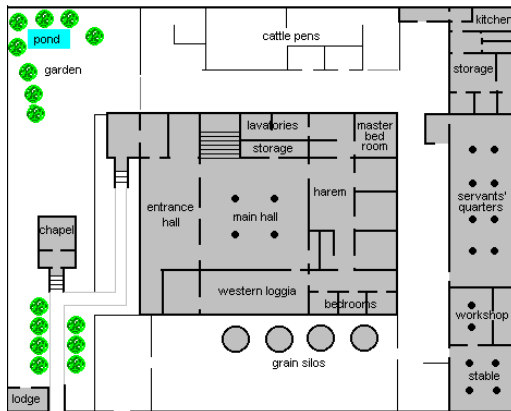 pond
garden
cattle pens
kitchen
storage
lavatories
storage
master
bed
room
harem
entrance
hall
main hall
servants'
quarters
chapel
western loggia
bedrooms
workshop
grain silos
stable
lodge